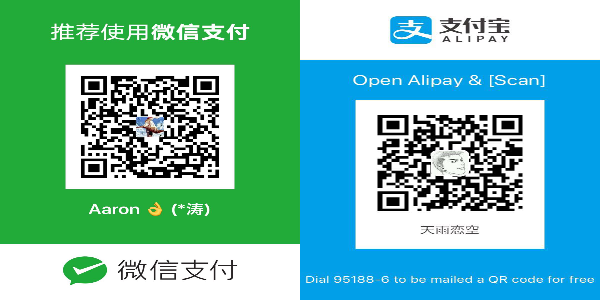 推荐使用微信支付
Aaron 👌 (*涛)
微信支付
支付宝
ALIPAY
Open Alipay & [Scan]
天雨恋空
Dial 95188-6 to be mailed a QR code for free